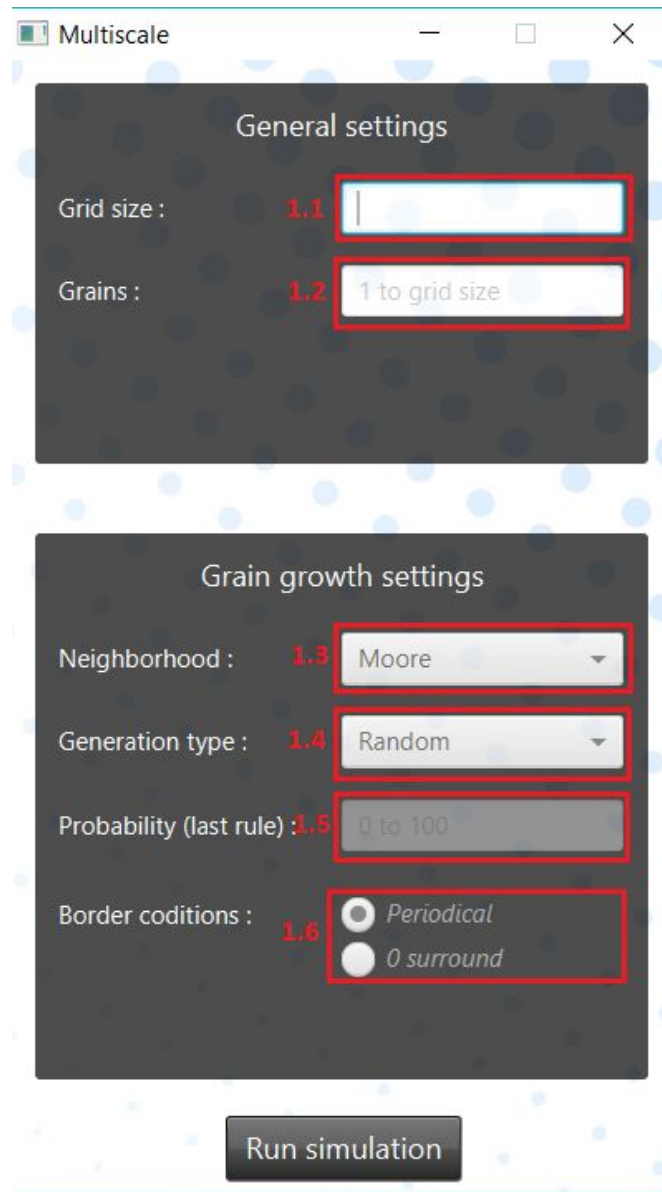 Multiscale
General settings
Grid size : 1.1
Grains : 1.2 1 to grid size
Grain growth settings
Neighborhood : 1.3 Moore
Generation type : 1.4 Random
Probability (last rule) : 1.5 0 to 100
Border coditions : 1.6 Periodical
0 surround
Run simulation